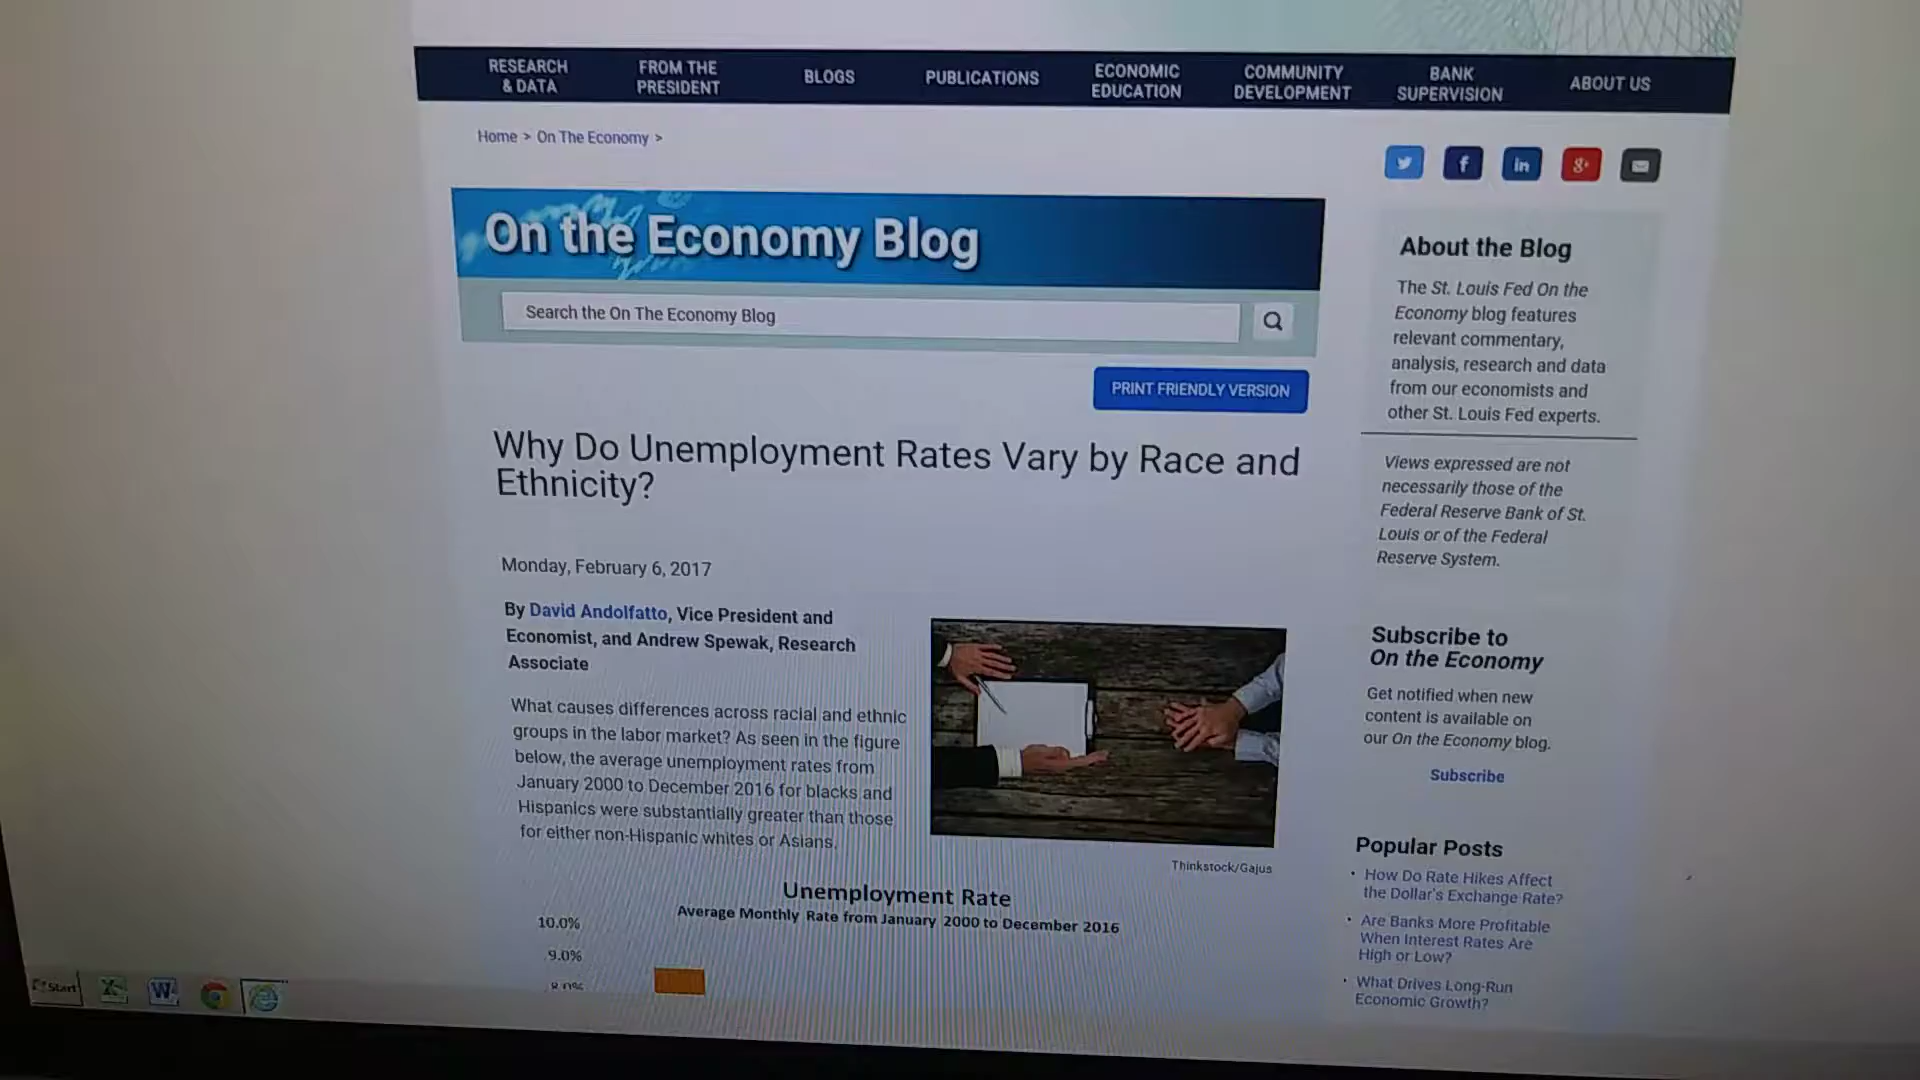 RESEARCH
& DATA
FROM THE
PRESIDENT
BLOGS
PUBLICATIONS
ECONOMIC
EDUCATION
COMMUNITY
DEVELOPMENT
BANK
SUPERVISION
ABOUT US
Home > On The Economy >
f
in
g+
On the Economy Blog
Search the On The Economy Blog
PRINT FRIENDLY VERSION
Why Do Unemployment Rates Vary by Race and
Ethnicity?
Monday, February 6, 2017
By David Andolfatto, Vice President and
Economist, and Andrew Spewak, Research
Associate
What causes differences across racial and ethnic
groups in the labor market? As seen in the figure
below, the average unemployment rates from
January 2000 to December 2016 for blacks and
Hispanics were substantially greater than those
for either non-Hispanic whites or Asians.
Thinkstock/Gajus
Unemployment Rate
Average Monthly Rate from January 2000 to December 2016
10.0%
9.0%
8.0%
About the Blog
The St. Louis Fed On the
Economy blog features
relevant commentary,
analysis, research and data
from our economists and
other St. Louis Fed experts.
Views expressed are not
necessarily those of the
Federal Reserve Bank of St.
Louis or of the Federal
Reserve System.
Subscribe to
On the Economy
Get notified when new
content is available on
our On the Economy blog.
Subscribe
Popular Posts
• How Do Rate Hikes Affect
the Dollar's Exchange Rate?
• Are Banks More Profitable
When Interest Rates Are
High or Low?
• What Drives Long-Run
Economic Growth?
Start
W